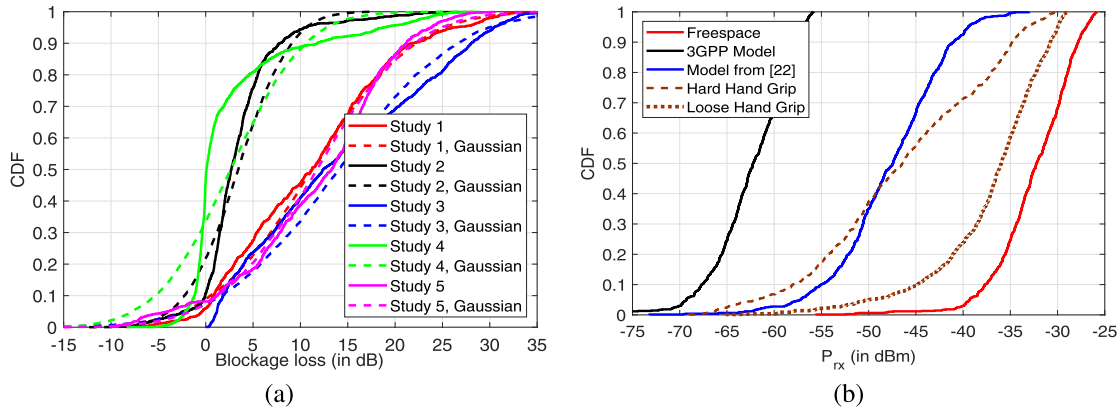 1
0.9
0.8
0.7
0.6
0.5
0.4
0.3
0.2
0.1
0
CDF
-15 -10 -5 0 5 10 15 20 25 30 35
Blockage loss (in dB)
Study 1
Study 1, Gaussian
Study 2
Study 2, Gaussian
Study 3
Study 3, Gaussian
Study 4
Study 4, Gaussian
Study 5
Study 5, Gaussian
(a)
1
0.9
0.8
0.7
0.6
0.5
0.4
0.3
0.2
0.1
0
CDF
-75 -70 -65 -60 -55 -50 -45 -40 -35 -30 -25
P_rx (in dBm)
Freespace
3GPP Model
Model from [22]
Hard Hand Grip
Loose Hand Grip
(b)